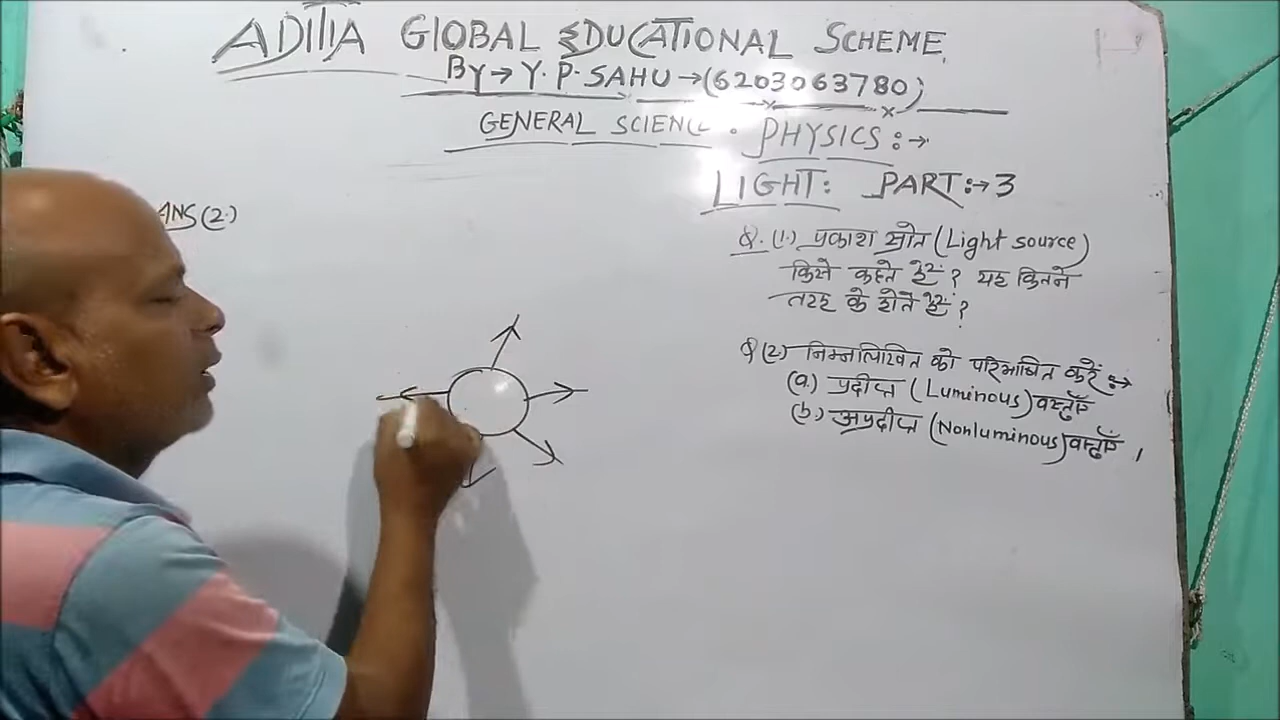 ADITIA GLOBAL EDUCATIONAL SCHEME
BY → Y. P. SAHU → (6203063780)
GENERAL SCIENCE . PHYSICS :→
LIGHT: PART :→ 3
ANS (2.)
Q. (1.) प्रकाश स्रोत (Light source)
किसे कहते हैं ? यह कितने
तरह के होते हैं ?
Q (2.) निम्नलिखित को परिभाषित करें :→
(a.) प्रदीप्त (Luminous) वस्तुएँ
(b.) अप्रदीप्त (Nonluminous) वस्तुएँ ।